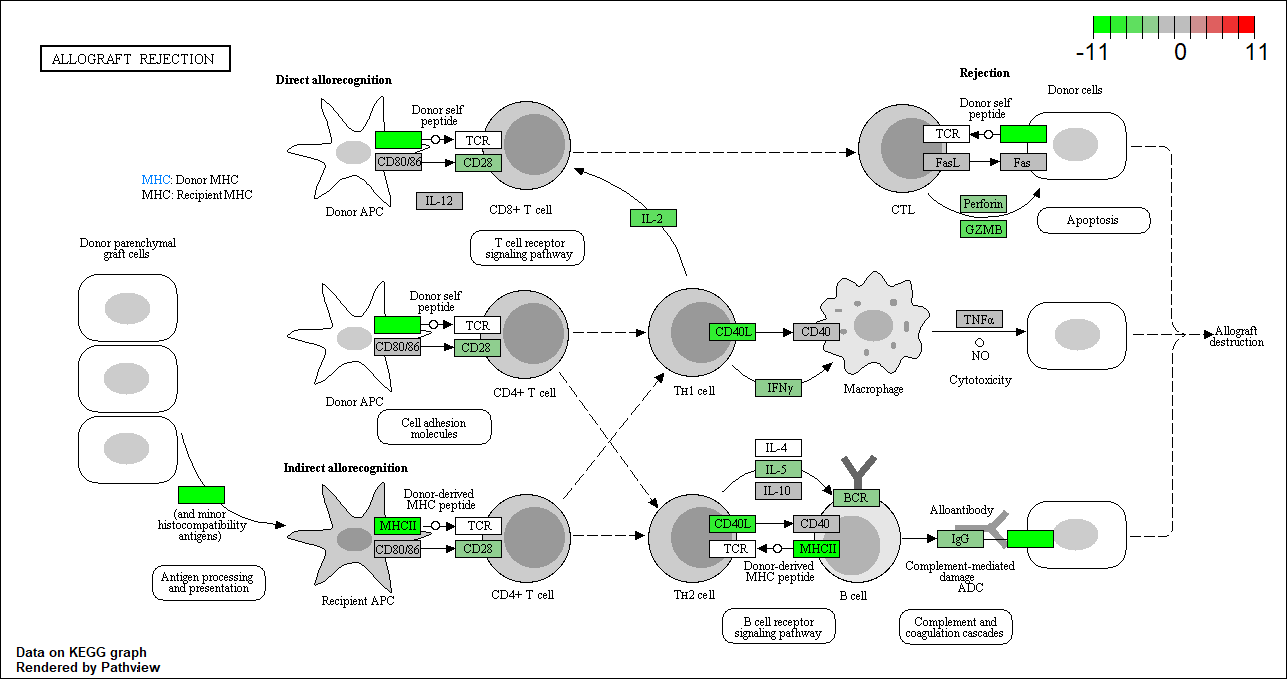 -11 0 11
ALLOGRAFT REJECTION
Direct allorecognition
Rejection
Donor self
peptide
TCR
CD80/86
CD28
IL-12
Donor APC
CD8+ T cell
T cell receptor
signaling pathway
MHC: Donor MHC
MHC: Recipient MHC
IL-2
Donor self
peptide
Donor cells
TCR
FasL
Fas
CTL
Perforin
GZMB
Apoptosis
Donor parenchymal
graft cells
Donor self
peptide
TCR
CD80/86
CD28
Donor APC
CD4+ T cell
Cell adhesion
molecules
CD40L
CD40
TH1 cell
IFNγ
Macrophage
TNFα
NO
Cytotoxicity
Allograft
destruction
Indirect allorecognition
(and minor
histocompatibility
antigens)
Antigen processing
and presentation
Donor-derived
MHC peptide
MHCII
TCR
CD80/86
CD28
Recipient APC
CD4+ T cell
IL-4
IL-5
IL-10
BCR
CD40L
CD40
TCR
MHCII
Donor-derived
MHC peptide
TH2 cell
B cell
B cell receptor
signaling pathway
Alloantibody
IgG
Complement-mediated
damage
ADC
Complement and
coagulation cascades
Data on KEGG graph
Rendered by Pathview